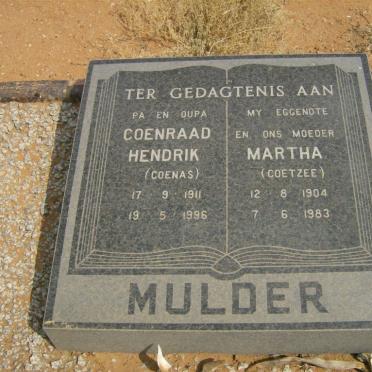 TER GEDAGTENIS AAN
PA EN OUPA
COENRAAD
HENDRIK
(COENAS)
17 · 9 · 1911
19 · 5 · 1996
MY EGGENOTE
EN ONS MOEDER
MARTHA
(COETZEE)
12 · 8 · 1904
7 · 6 · 1983
MULDER